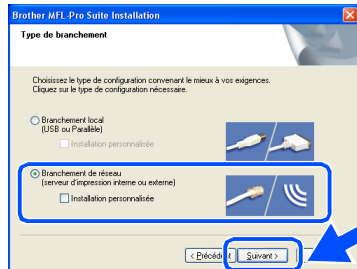 Brother MFL-Pro Suite Installation
Type de branchement
Choisissez le type de configuration convenant le mieux à vos exigences.
Cliquez sur le type de configuration nécessaire.
Branchement local
(USB ou Parallèle)
Installation personnalisée
Branchement de réseau
(serveur d'impression interne ou externe)
Installation personnalisée
< Précédent Suivant >